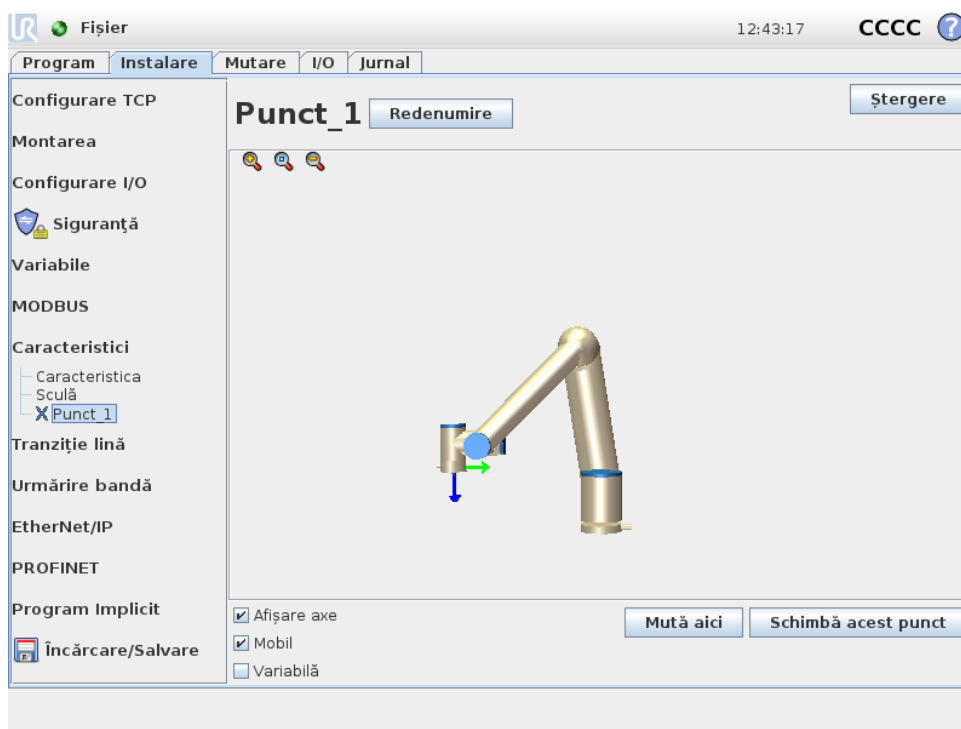 UR Fișier 12:43:17 CCCC ?
Program Instalare Mutare I/O Jurnal
Configurare TCP
Montarea
Configurare I/O
Siguranţă
Variabile
MODBUS
Caracteristici
Caracteristica
Sculă
Punct_1
Tranziție lină
Urmărire bandă
EtherNet/IP
PROFINET
Program Implicit
Încărcare/Salvare
Punct_1 Redenumire Ștergere
Afișare axe
Mobil
Variabilă
Mută aici Schimbă acest punct